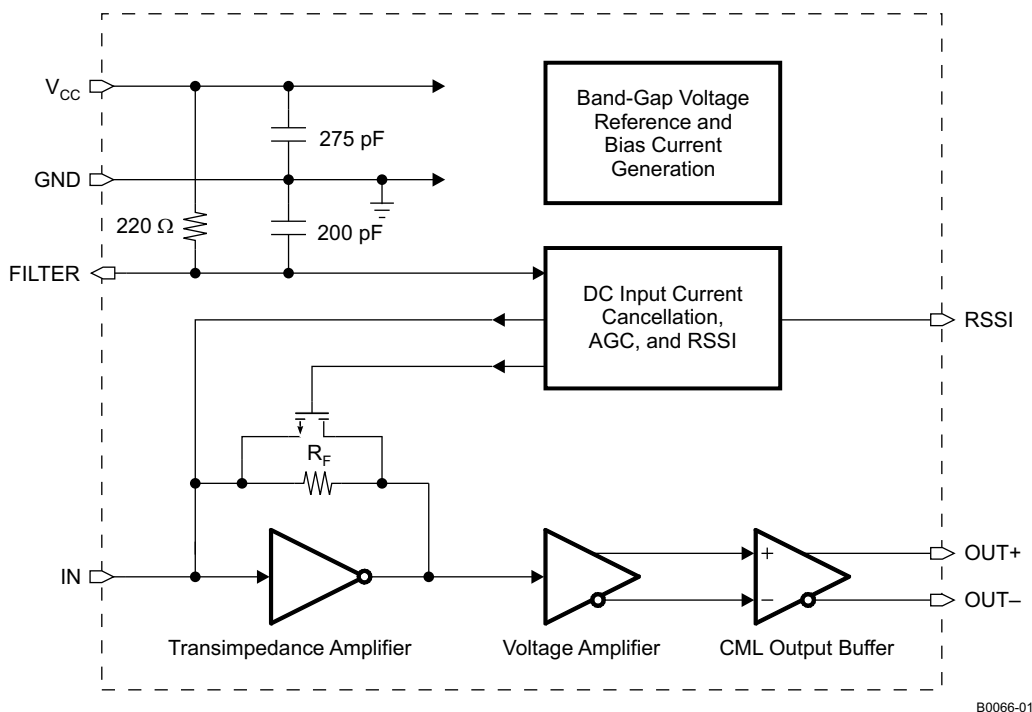 V_CC
275 pF
Band-Gap Voltage
Reference and
Bias Current
Generation
GND
220 Ω
200 pF
FILTER
DC Input Current
Cancellation,
AGC, and RSSI
RSSI
R_F
IN
+
−
OUT+
OUT–
Transimpedance Amplifier
Voltage Amplifier
CML Output Buffer
B0066-01